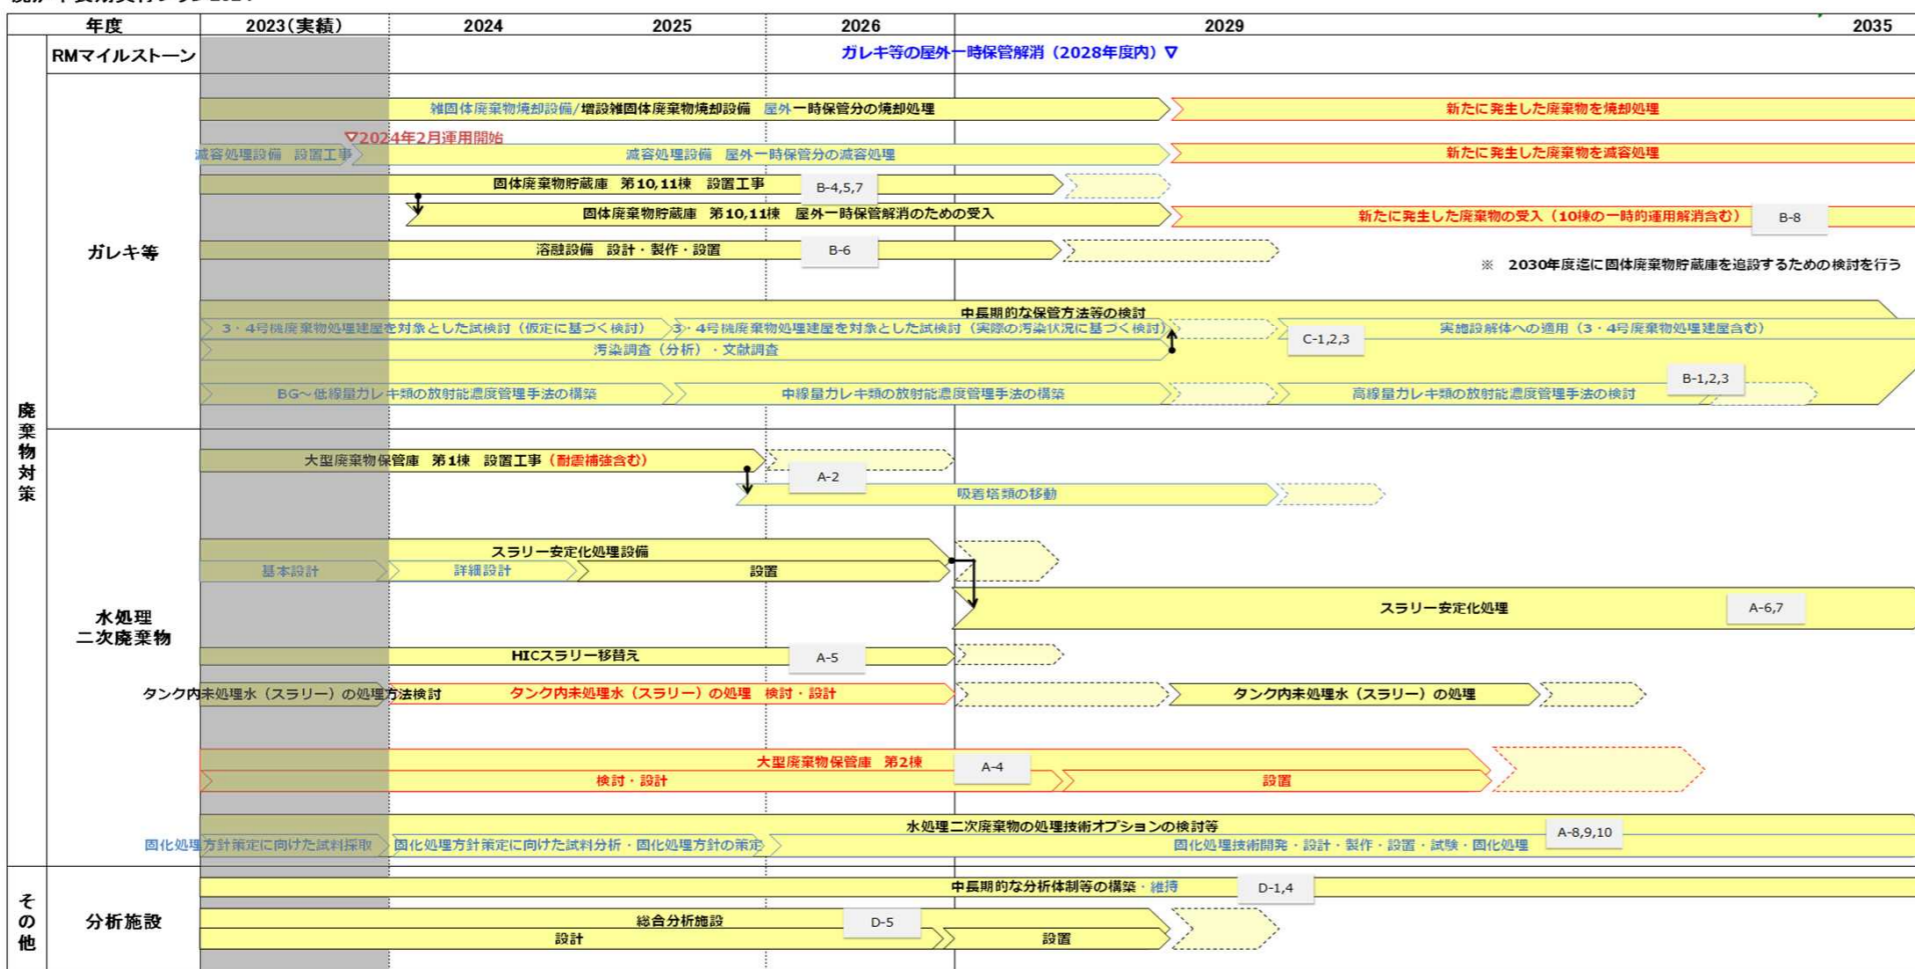 年度 2023(実績) 2024 2025 2026 2029 2035
RMマイルストーン ガレキ等の屋外一時保管解消（2028年度内）▽
廃棄物対策
ガレキ等
雑固体廃棄物焼却設備/増設雑固体廃棄物焼却設備　屋外一時保管分の焼却処理 新たに発生した廃棄物を焼却処理
▽2024年2月運用開始
減容処理設備　設置工事 減容処理設備　屋外一時保管分の減容処理 新たに発生した廃棄物を減容処理
固体廃棄物貯蔵庫　第10,11棟　設置工事 B-4,5,7
固体廃棄物貯蔵庫　第10,11棟　屋外一時保管解消のための受入 新たに発生した廃棄物の受入（10棟の一時的運用解消含む） B-8
溶融設備　設計・製作・設置 B-6
※　2030年度迄に固体廃棄物貯蔵庫を追設するための検討を行う
中長期的な保管方法等の検討
3・4号機廃棄物処理建屋を対象とした試検討（仮定に基づく検討） 3・4号機廃棄物処理建屋を対象とした試検討（実際の汚染状況に基づく検討） 実施設解体への適用（3・4号廃棄物処理建屋含む）
汚染調査（分析）・文献調査 C-1,2,3
B-1,2,3
BG～低線量ガレキ類の放射能濃度管理手法の構築 中線量ガレキ類の放射能濃度管理手法の構築 高線量ガレキ類の放射能濃度管理手法の検討
水処理
二次廃棄物
大型廃棄物保管庫　第1棟　設置工事（耐震補強含む）
A-2
吸着塔類の移動
スラリー安定化処理設備
基本設計 詳細設計 設置
スラリー安定化処理 A-6,7
HICスラリー移替え A-5
タンク内未処理水（スラリー）の処理方法検討 タンク内未処理水（スラリー）の処理　検討・設計 タンク内未処理水（スラリー）の処理
大型廃棄物保管庫　第2棟 A-4
検討・設計 設置
水処理二次廃棄物の処理技術オプションの検討等 A-8,9,10
固化処理方針策定に向けた試料採取 固化処理方針策定に向けた試料分析・固化処理方針の策定 固化処理技術開発・設計・製作・設置・試験・固化処理
その他
分析施設
中長期的な分析体制等の構築・維持 D-1,4
総合分析施設 D-5
設計 設置